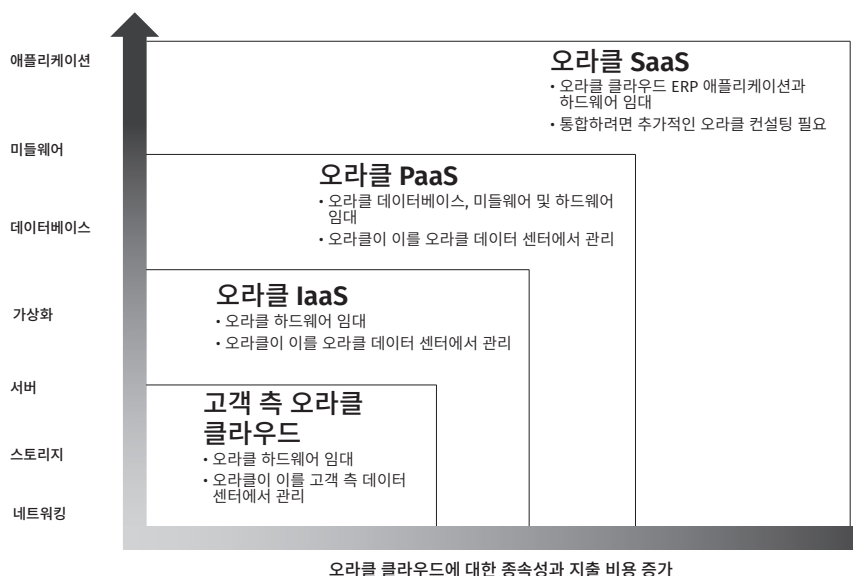 애플리케이션
미들웨어
데이터베이스
가상화
서버
스토리지
네트워킹
오라클 SaaS
• 오라클 클라우드 ERP 애플리케이션과
하드웨어 임대
• 통합하려면 추가적인 오라클 컨설팅 필요
오라클 PaaS
• 오라클 데이터베이스, 미들웨어 및 하드웨어
임대
• 오라클이 이를 오라클 데이터 센터에서 관리
오라클 IaaS
• 오라클 하드웨어 임대
• 오라클이 이를 오라클 데이터 센터에서 관리
고객 측 오라클
클라우드
• 오라클 하드웨어 임대
• 오라클이 이를 고객 측 데이터
센터에서 관리
오라클 클라우드에 대한 종속성과 지출 비용 증가